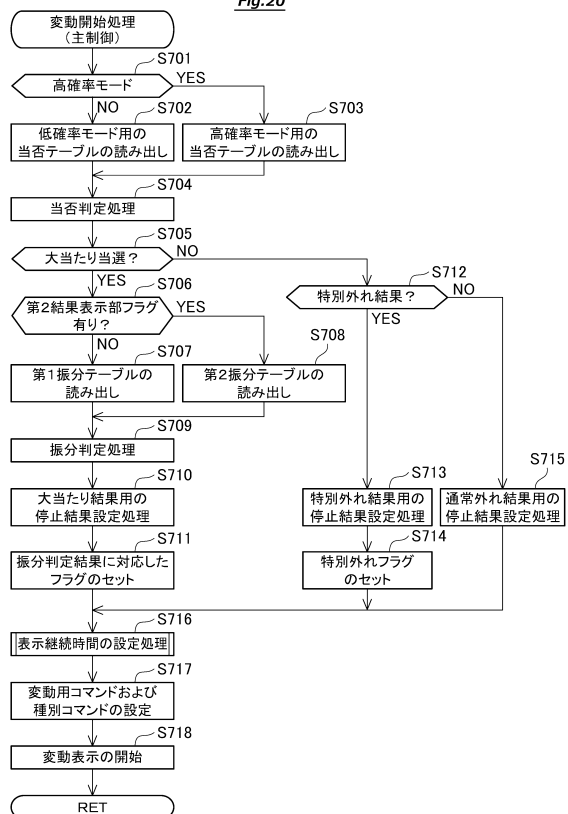 Fig.20
変動開始処理
（主制御）
S701
高確率モード
YES
NO
S702
低確率モード用の
当否テーブルの読み出し
S703
高確率モード用の
当否テーブルの読み出し
S704
当否判定処理
S705
大当たり当選？
NO
YES
S706
第2結果表示部フラグ
有り？
YES
NO
S707
第1振分テーブルの
読み出し
S708
第2振分テーブルの
読み出し
S709
振分判定処理
S710
大当たり結果用の
停止結果設定処理
S711
振分判定結果に対応した
フラグのセット
S712
特別外れ結果？
NO
YES
S713
特別外れ結果用の
停止結果設定処理
S714
特別外れフラグ
のセット
S715
通常外れ結果用の
停止結果設定処理
S716
表示継続時間の設定処理
S717
変動用コマンドおよび
種別コマンドの設定
S718
変動表示の開始
RET